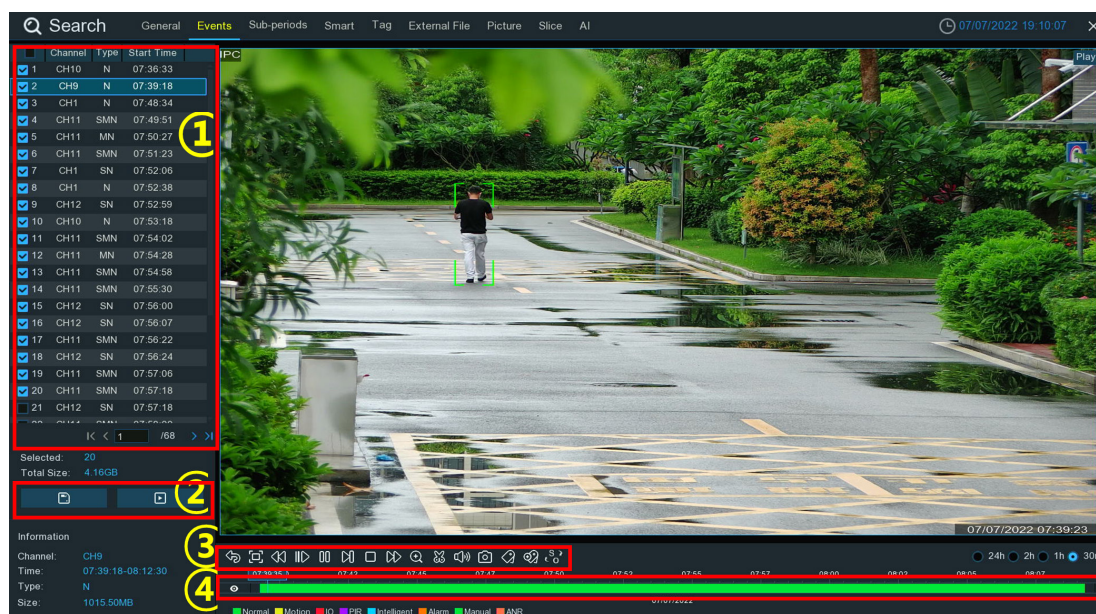 Search General Events Sub-periods Smart Tag External File Picture Slice AI 07/07/2022 19:10:07
Channel Type Start Time
1 CH10 N 07:36:33
2 CH9 N 07:39:18
3 CH1 N 07:48:34
4 CH11 SMN 07:49:51
5 CH11 MN 07:50:27
6 CH11 SMN 07:51:23
7 CH1 SN 07:52:06
8 CH1 N 07:52:38
9 CH12 SN 07:52:59
10 CH10 N 07:53:18
11 CH11 SMN 07:54:02
12 CH11 MN 07:54:28
13 CH11 SMN 07:54:58
14 CH11 SMN 07:55:30
15 CH12 SN 07:56:00
16 CH12 SN 07:56:07
17 CH11 SMN 07:56:22
18 CH12 SN 07:56:24
19 CH11 SMN 07:57:06
20 CH11 SMN 07:57:18
21 CH12 SN 07:57:18
1 /68
①
IPC
Play
Selected: 20
Total Size: 4.16GB
②
07/07/2022 07:39:23
Information
Channel: CH9
Time: 07:39:18-08:12:30
Type: N
Size: 1015.50MB
③
24h 2h 1h 30m
④
07:39:35 07:42 07:45 07:47 07:50 07:52 07:55 07:57 08:00 08:02 08:05 08:07
07/07/2022
Normal Motion IO PIR Intelligent Alarm Manual ANR